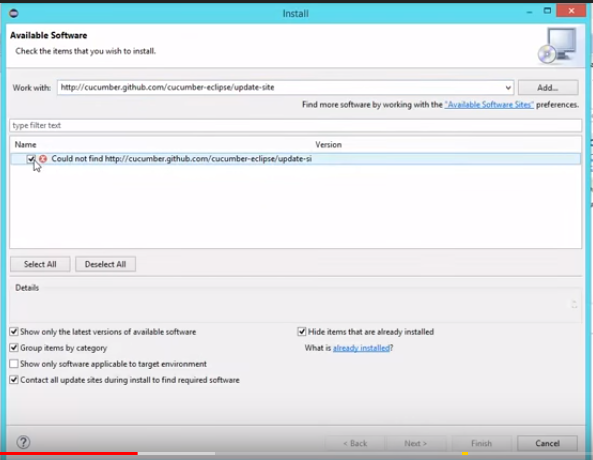 Install
Available Software
Check the items that you wish to install.
Work with: http://cucumber.github.com/cucumber-eclipse/update-site Add...
Find more software by working with the "Available Software Sites" preferences.
type filter text
Name Version
Could not find http://cucumber.github.com/cucumber-eclipse/update-si
Select All Deselect All
Details
Show only the latest versions of available software Hide items that are already installed
Group items by category What is already installed?
Show only software applicable to target environment
Contact all update sites during install to find required software
? < Back Next > Finish Cancel